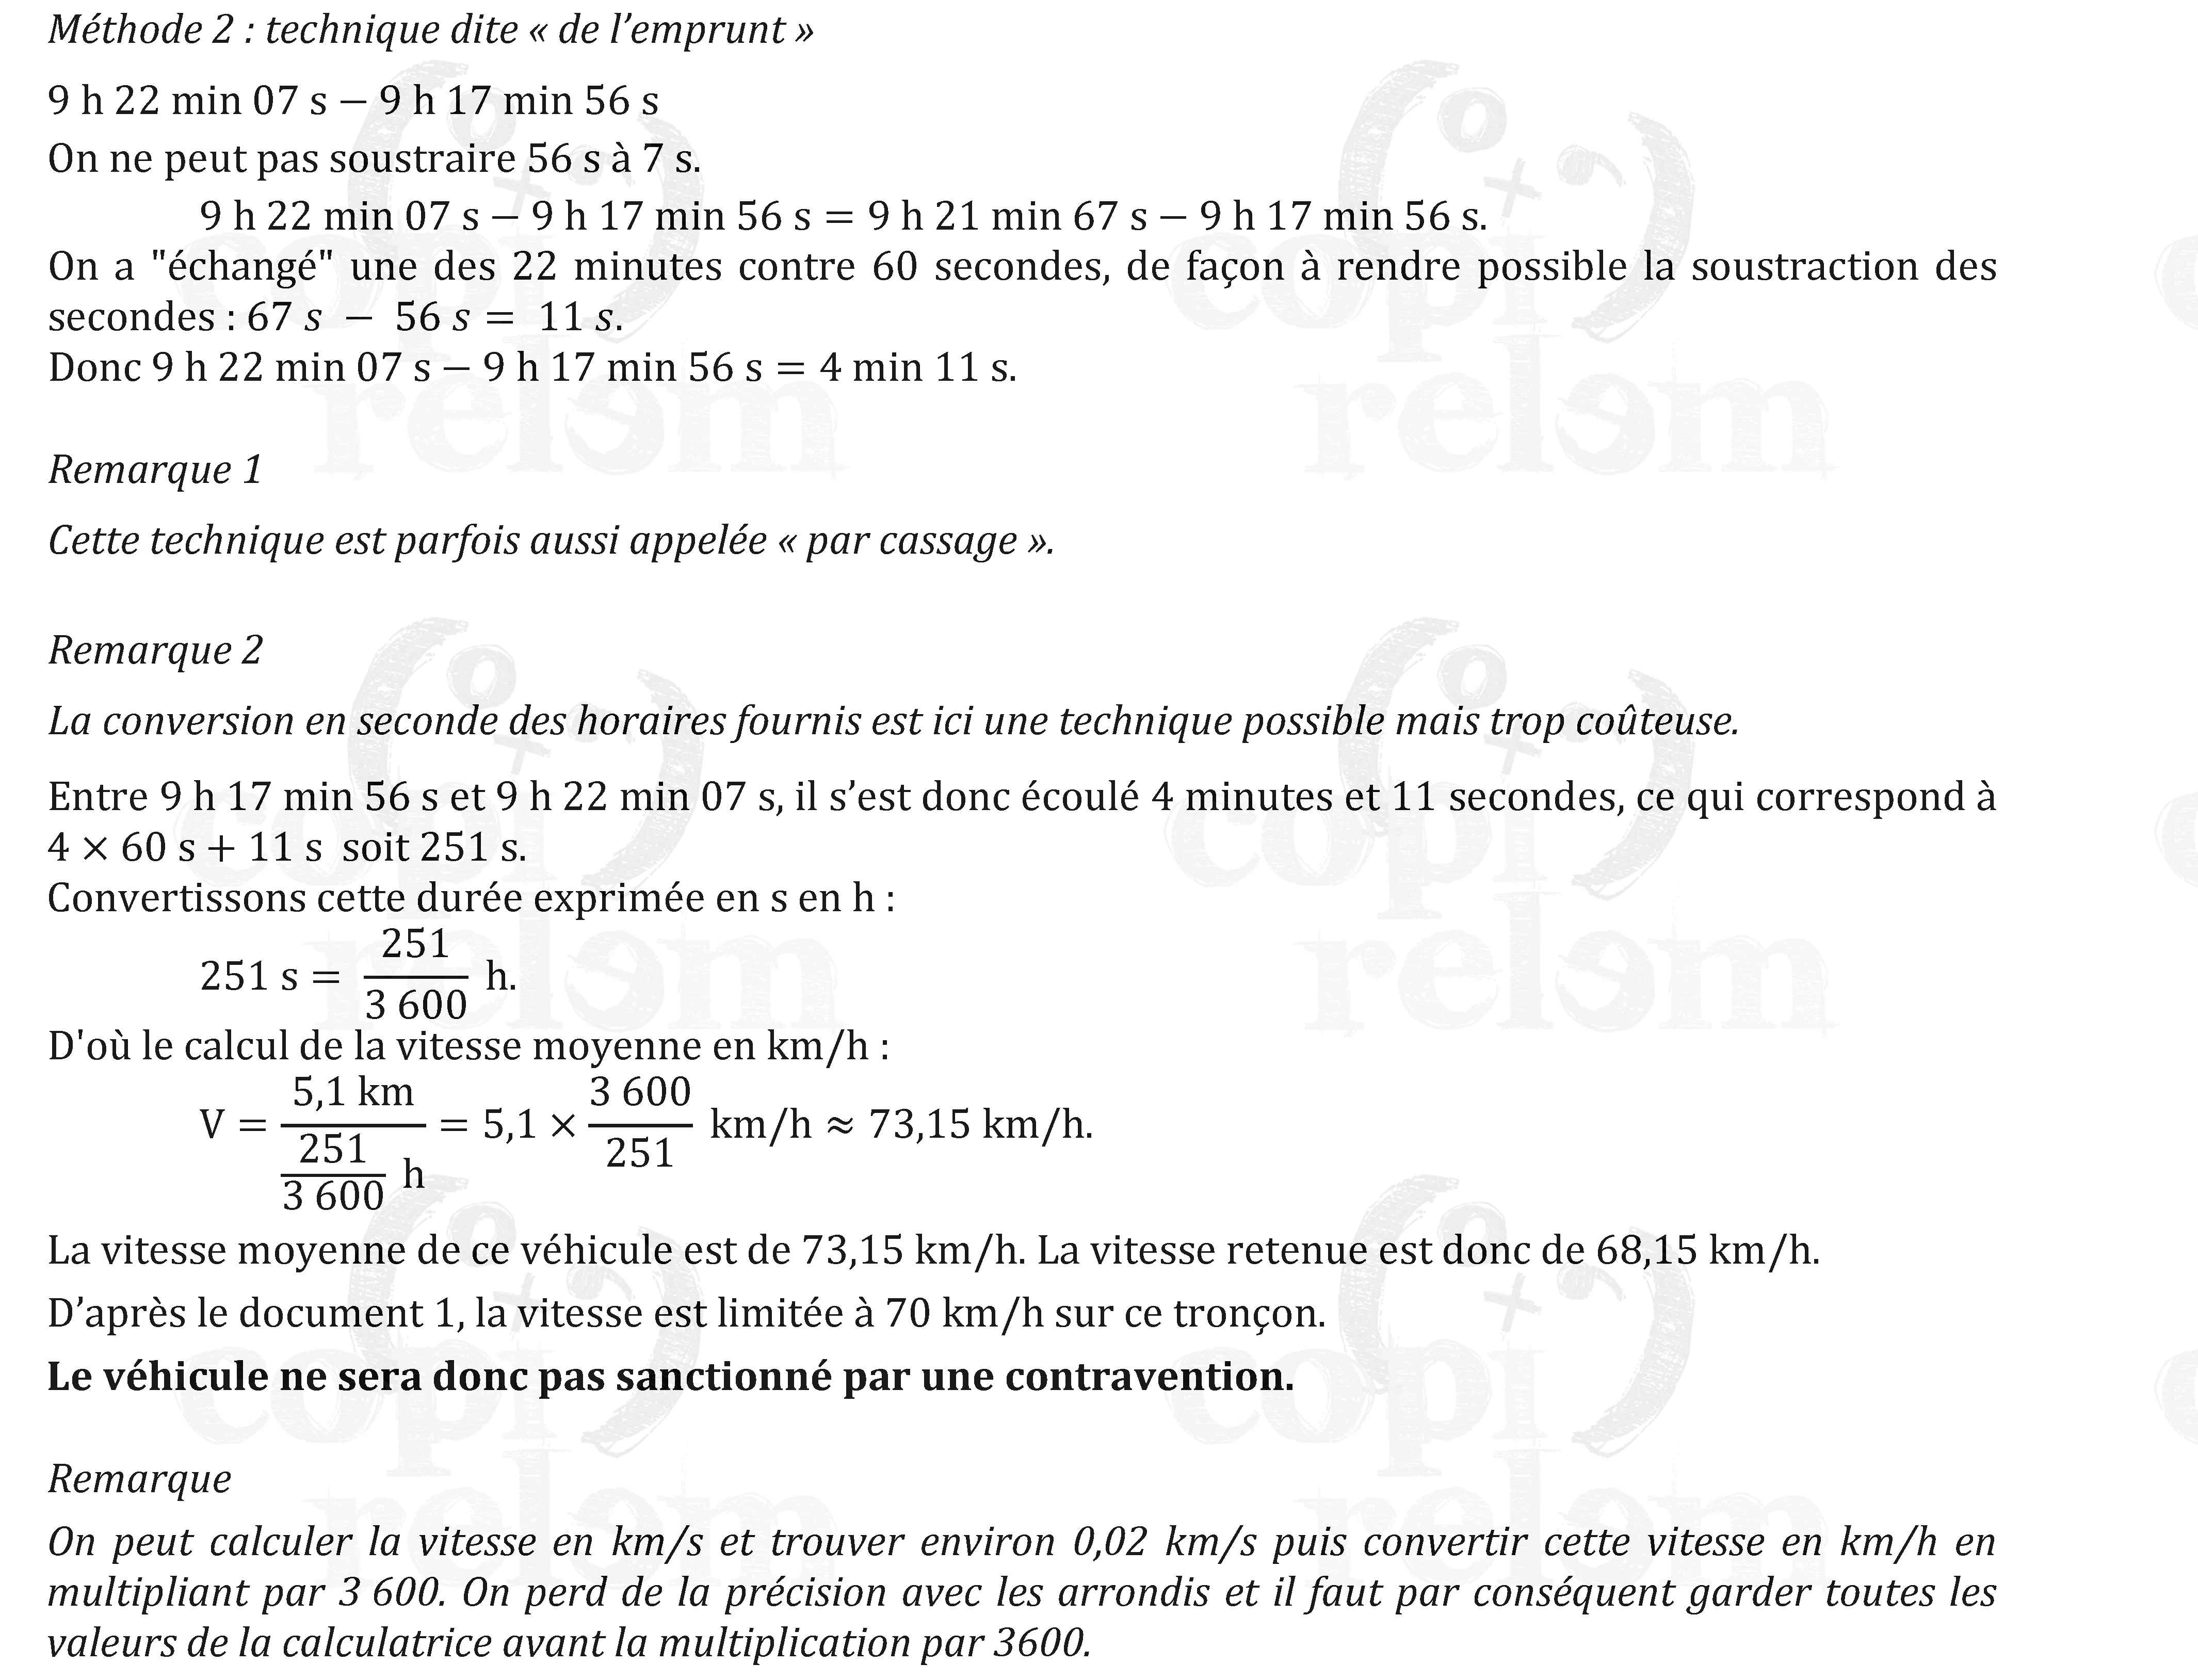 Méthode 2 : technique dite « de l’emprunt »
9 h 22 min 07 s − 9 h 17 min 56 s
On ne peut pas soustraire 56 s à 7 s.
9 h 22 min 07 s − 9 h 17 min 56 s = 9 h 21 min 67 s − 9 h 17 min 56 s.
On a "échangé" une des 22 minutes contre 60 secondes, de façon à rendre possible la soustraction des
secondes : 67 s − 56 s = 11 s.
Donc 9 h 22 min 07 s − 9 h 17 min 56 s = 4 min 11 s.
Remarque 1
Cette technique est parfois aussi appelée « par cassage ».
Remarque 2
La conversion en seconde des horaires fournis est ici une technique possible mais trop coûteuse.
Entre 9 h 17 min 56 s et 9 h 22 min 07 s, il s’est donc écoulé 4 minutes et 11 secondes, ce qui correspond à
4 × 60 s + 11 s soit 251 s.
Convertissons cette durée exprimée en s en h :
251 s = 251 / 3 600 h.
D'où le calcul de la vitesse moyenne en km/h :
V = 5,1 km / (251 / 3 600 h) = 5,1 × 3 600 / 251 km/h ≈ 73,15 km/h.
La vitesse moyenne de ce véhicule est de 73,15 km/h. La vitesse retenue est donc de 68,15 km/h.
D’après le document 1, la vitesse est limitée à 70 km/h sur ce tronçon.
Le véhicule ne sera donc pas sanctionné par une contravention.
Remarque
On peut calculer la vitesse en km/s et trouver environ 0,02 km/s puis convertir cette vitesse en km/h en
multipliant par 3 600. On perd de la précision avec les arrondis et il faut par conséquent garder toutes les
valeurs de la calculatrice avant la multiplication par 3600.